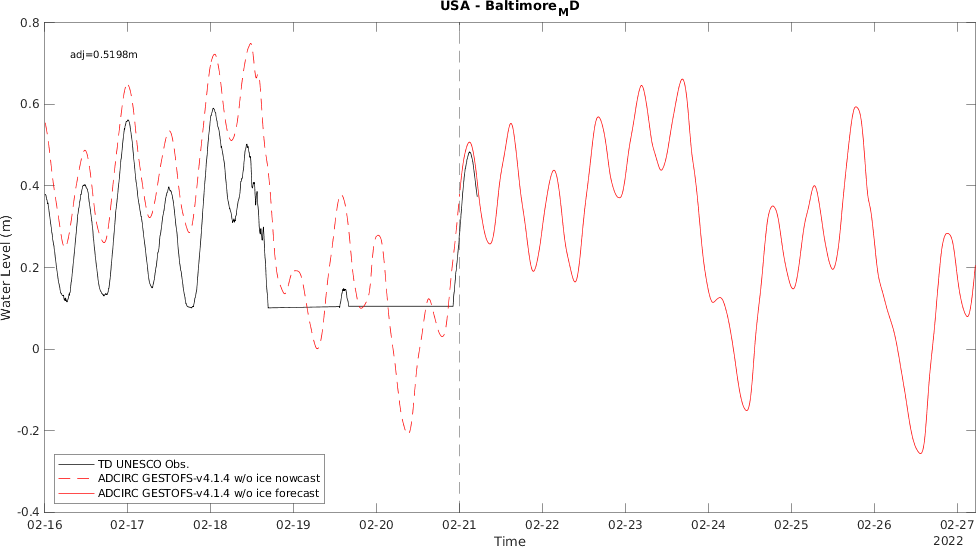 USA - Baltimore_MD
0.8
adj=0.5198m
0.6
0.4
0.2
0
-0.2
-0.4
Water Level (m)
TD UNESCO Obs.
ADCIRC GESTOFS-v4.1.4 w/o ice nowcast
ADCIRC GESTOFS-v4.1.4 w/o ice forecast
02-16 02-17 02-18 02-19 02-20 02-21 02-22 02-23 02-24 02-25 02-26 02-27
Time
2022